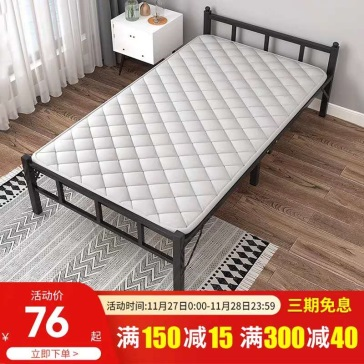 活动价
¥ 76 起
立即下单 >
活动时间:11月27日0:00-11月28日23:59
三期免息
满150减15 满300减40